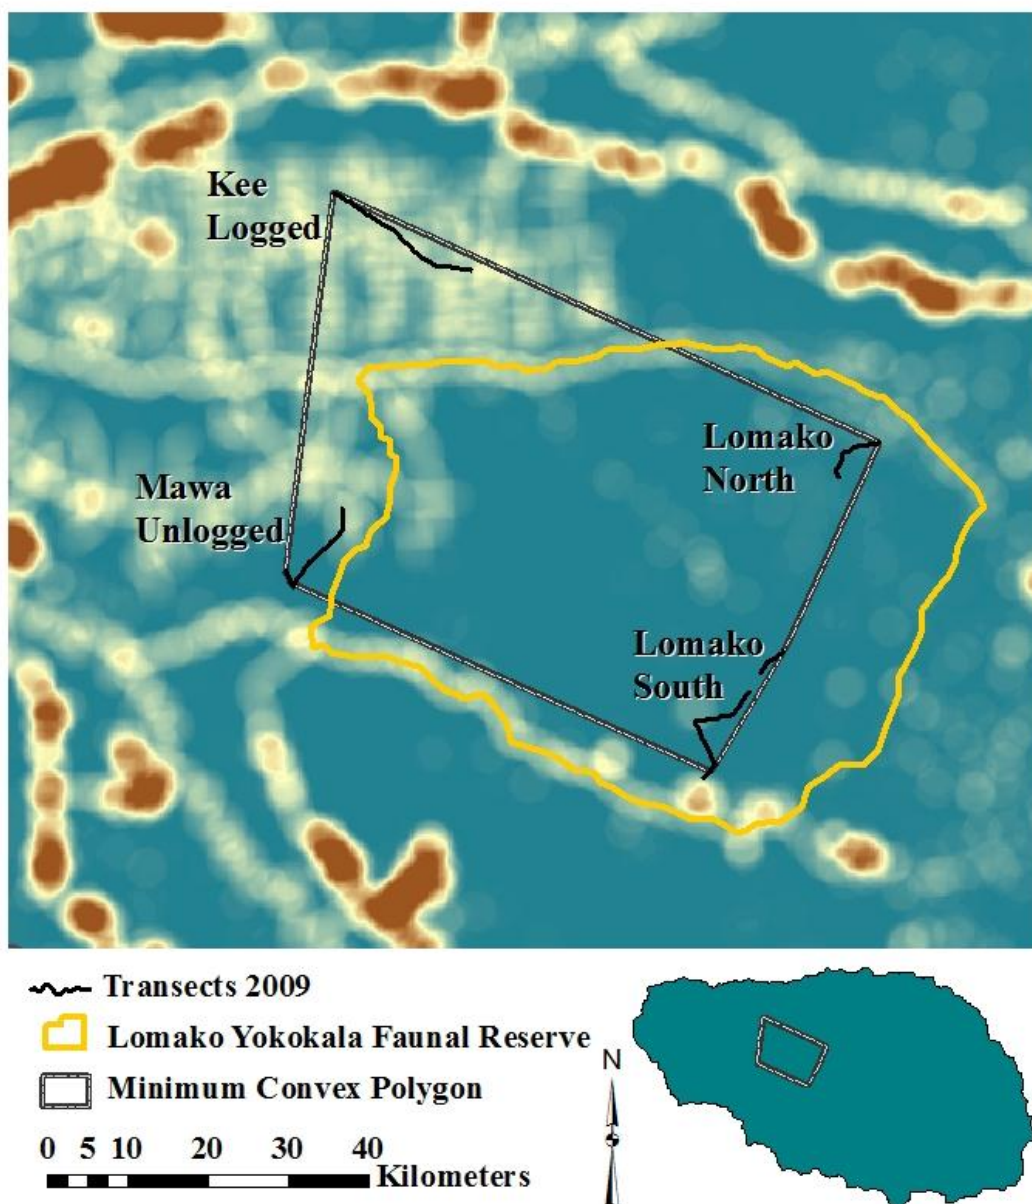 Kee
Logged
Lomako
North
Mawa
Unlogged
Lomako
South
Transects 2009
Lomako Yokokala Faunal Reserve
Minimum Convex Polygon
N
0 5 10 20 30 40
Kilometers